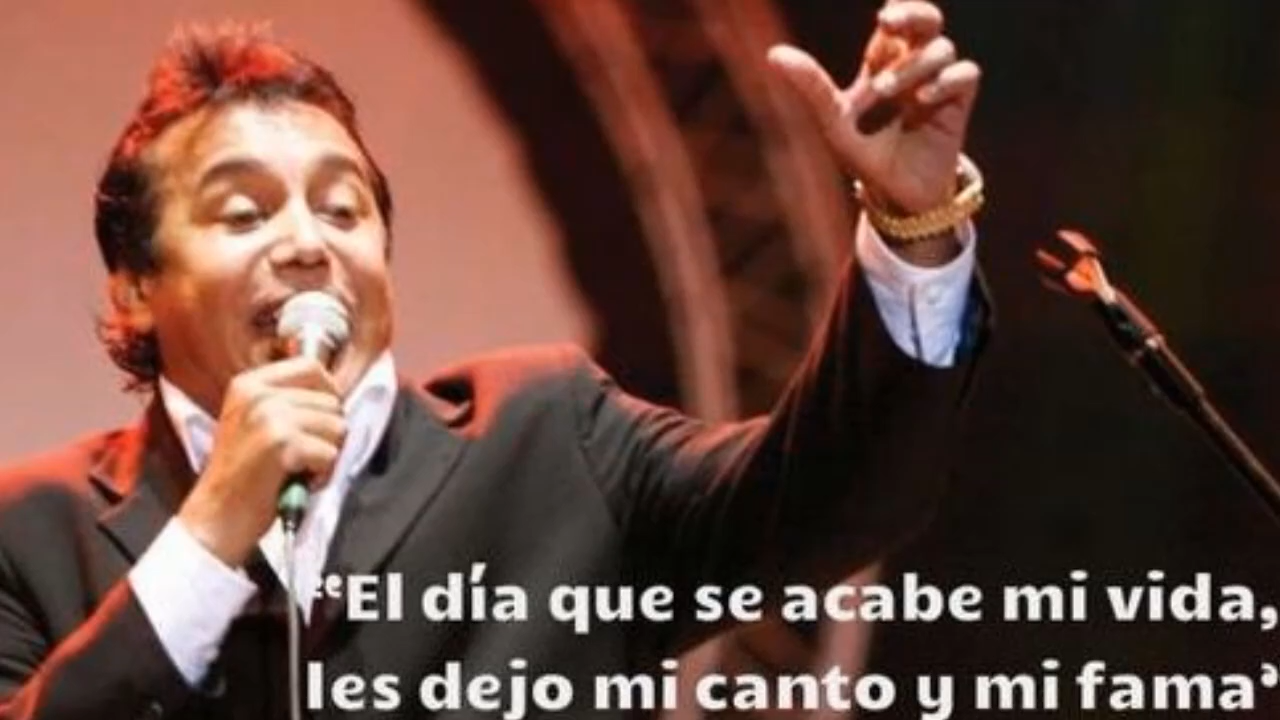 “El día que se acabe mi vida,
les dejo mi canto y mi fama”